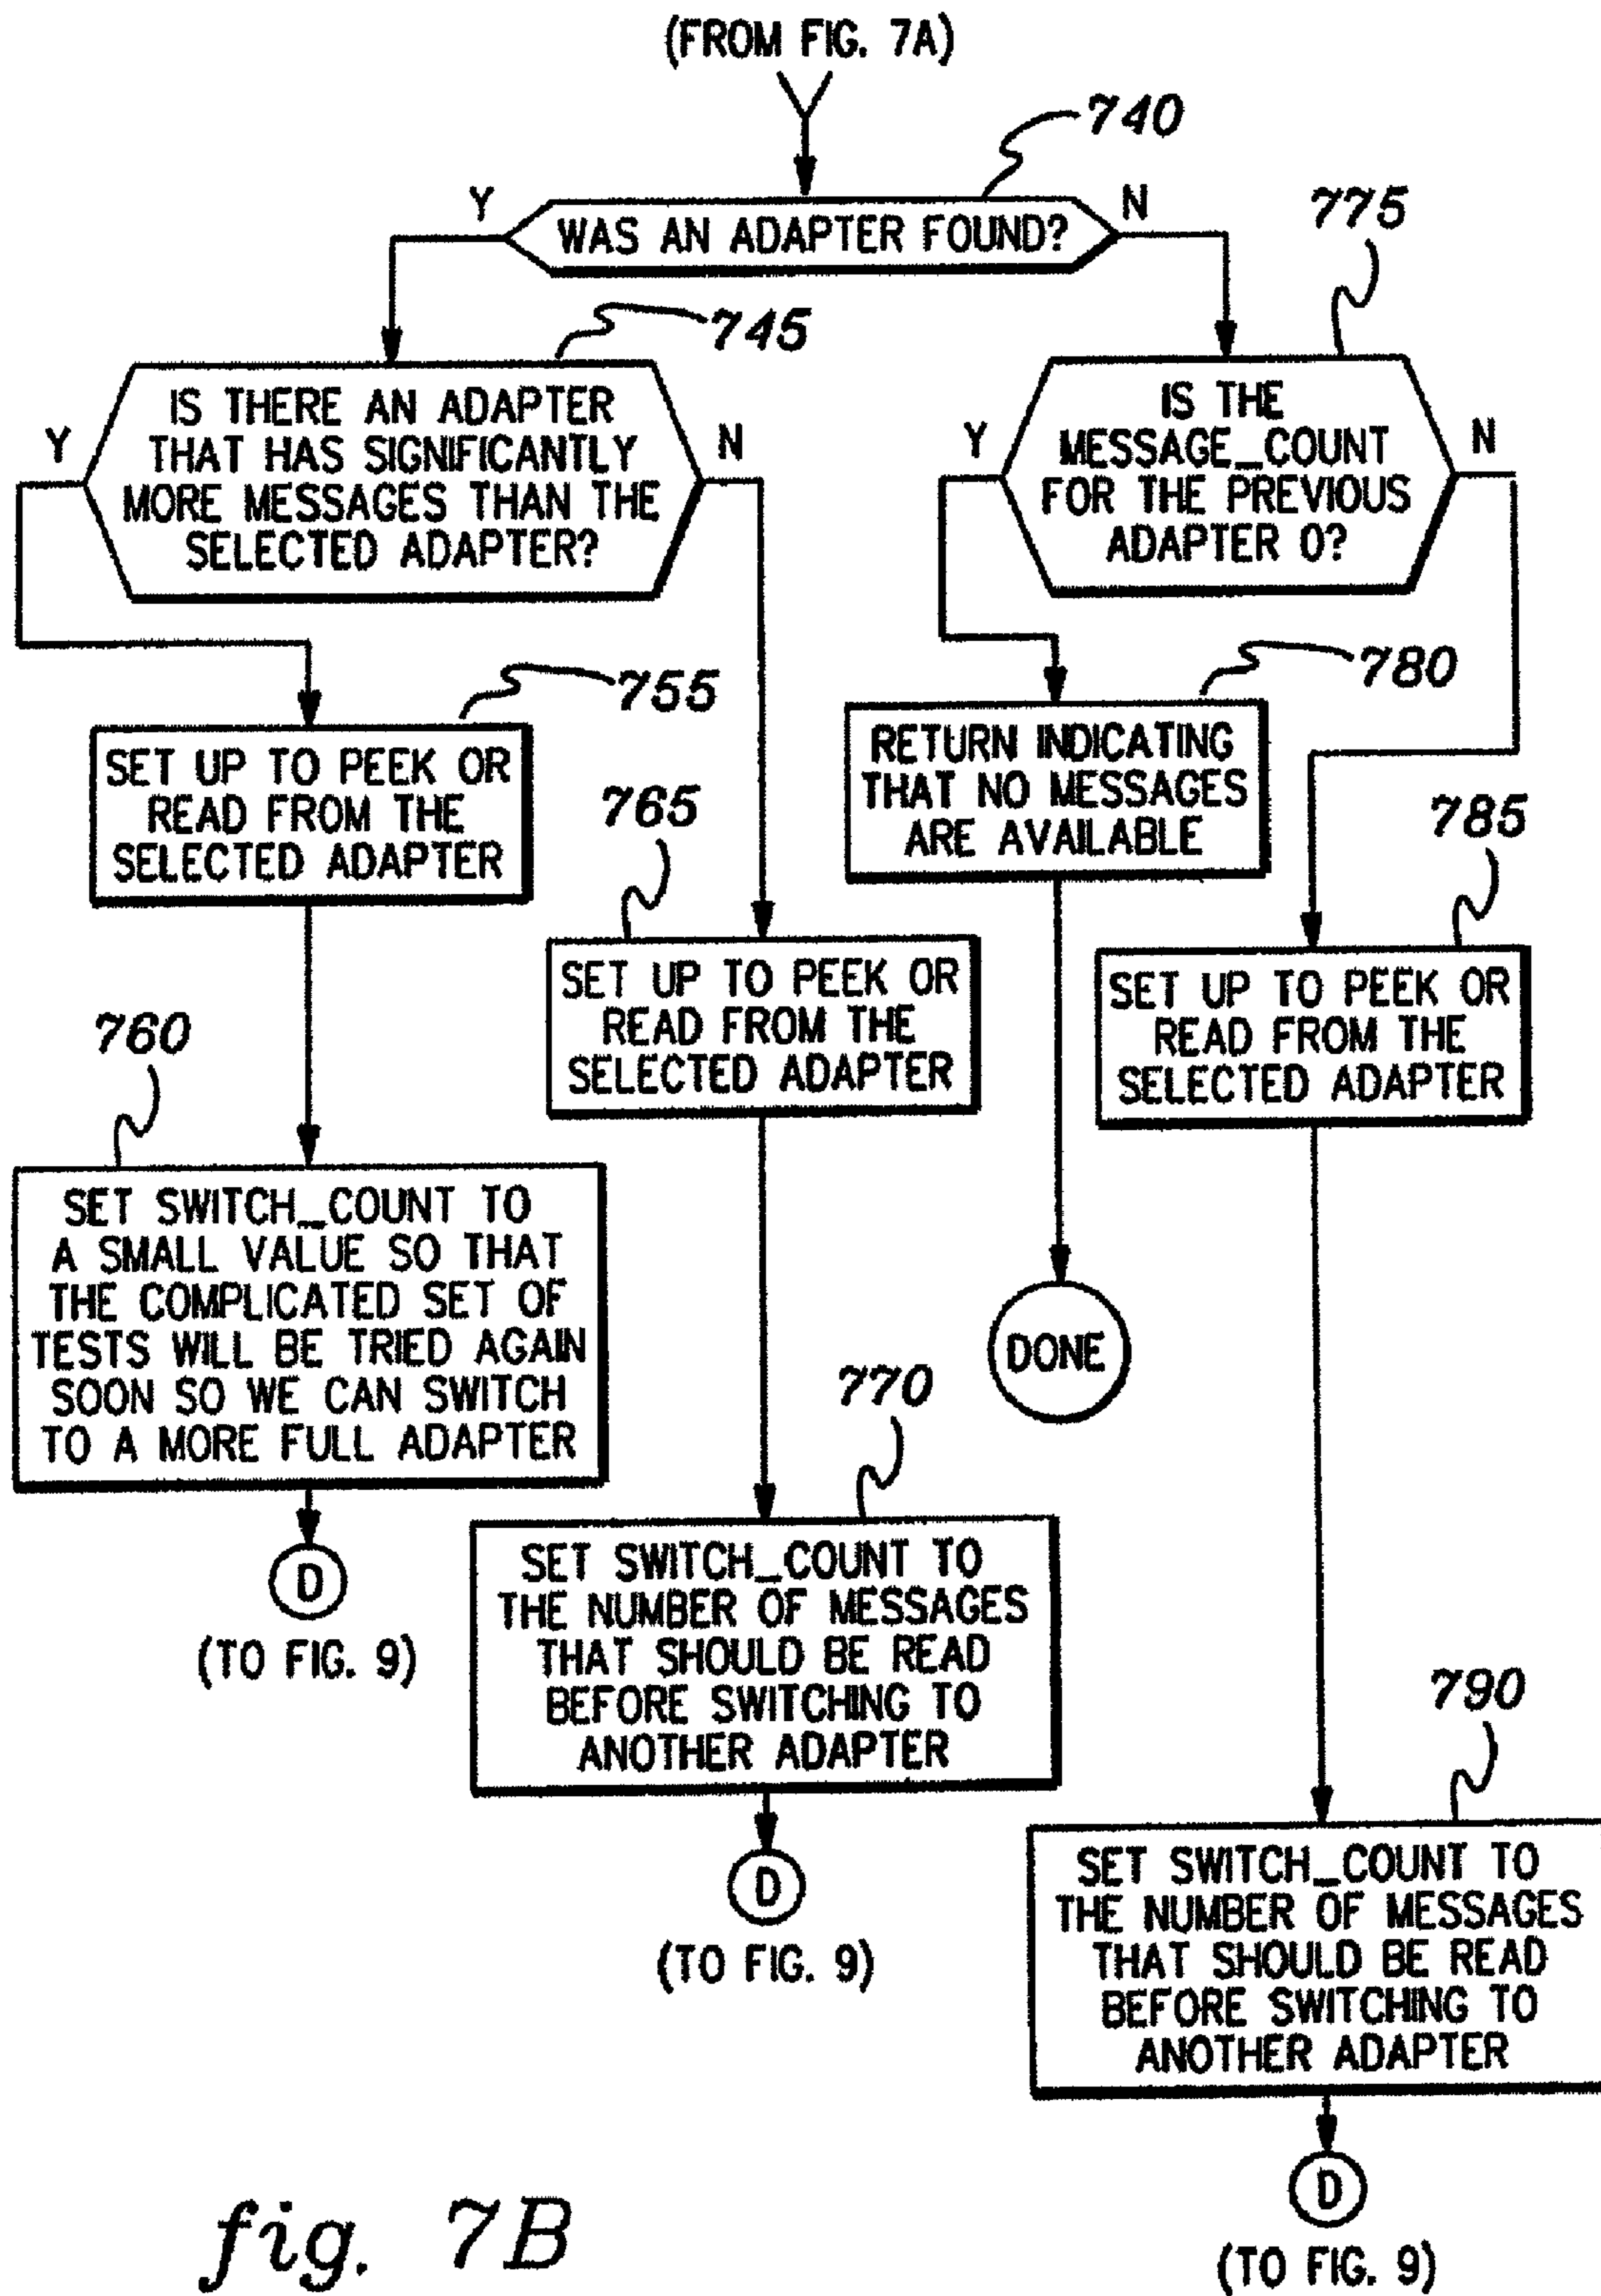 (FROM FIG. 7A)
740
Y
WAS AN ADAPTER FOUND?
N
775
745
Y
IS THERE AN ADAPTER
THAT HAS SIGNIFICANTLY
MORE MESSAGES THAN THE
SELECTED ADAPTER?
N
Y
IS THE
MESSAGE_COUNT
FOR THE PREVIOUS
ADAPTER 0?
N
755
SET UP TO PEEK OR
READ FROM THE
SELECTED ADAPTER
780
RETURN INDICATING
THAT NO MESSAGES
ARE AVAILABLE
765
SET UP TO PEEK OR
READ FROM THE
SELECTED ADAPTER
785
SET UP TO PEEK OR
READ FROM THE
SELECTED ADAPTER
760
SET SWITCH_COUNT TO
A SMALL VALUE SO THAT
THE COMPLICATED SET OF
TESTS WILL BE TRIED AGAIN
SOON SO WE CAN SWITCH
TO A MORE FULL ADAPTER
DONE
D
(TO FIG. 9)
770
SET SWITCH_COUNT TO
THE NUMBER OF MESSAGES
THAT SHOULD BE READ
BEFORE SWITCHING TO
ANOTHER ADAPTER
D
(TO FIG. 9)
790
SET SWITCH_COUNT TO
THE NUMBER OF MESSAGES
THAT SHOULD BE READ
BEFORE SWITCHING TO
ANOTHER ADAPTER
D
(TO FIG. 9)
fig. 7B